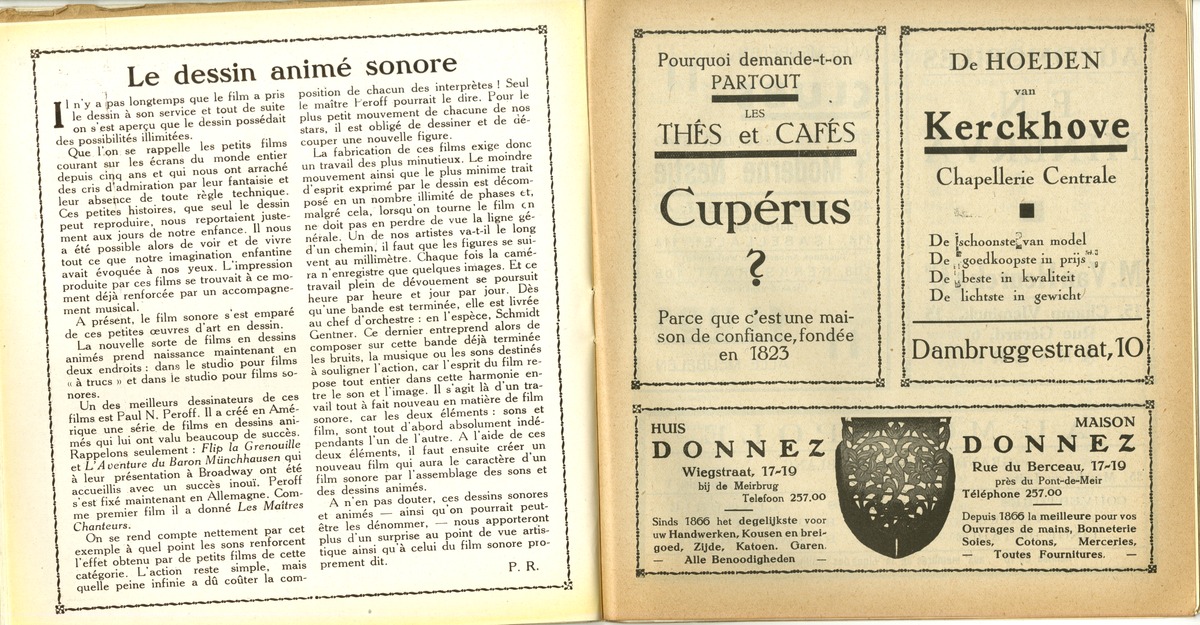 Le dessin animé sonore
Il n'y a pas longtemps que le film a pris
le dessin à son service et tout de suite
on s'est aperçu que le dessin possédait
des possibilités illimitées.
Que l'on se rappelle les petits films
courant sur les écrans du monde entier
depuis cinq ans et qui nous ont arraché
des cris d'admiration par leur fantaisie et
leur absence de toute règle technique.
Ces petites histoires, que seul le dessin
peut reproduire, nous reportaient juste-
ment aux jours de notre enfance. Il nous
a été possible alors de voir et de vivre
tout ce que notre imagination enfantine
avait évoquée à nos yeux. L'impression
produite par ces films se trouvait à ce mo-
ment déjà renforcée par un accompagne-
ment musical.
A présent, le film sonore s'est emparé
de ces petites œuvres d'art en dessin.
La nouvelle sorte de films en dessins
animés prend naissance maintenant en
deux endroits : dans le studio pour films
« à trucs » et dans le studio pour films so-
nores.
Un des meilleurs dessinateurs de ces
films est Paul N. Peroff. Il a créé en Amé-
rique une série de films en dessins ani-
més qui lui ont valu beaucoup de succès.
Rappelons seulement : Flip la Grenouille
et L'Aventure du Baron Münchhausen qui
à leur présentation à Broadway ont été
accueillis avec un succès inouï. Peroff
s'est fixé maintenant en Allemagne. Com-
me premier film il a donné Les Maîtres
Chanteurs.
On se rend compte nettement par cet
exemple à quel point les sons renforcent
l'effet obtenu par de petits films de cette
catégorie. L'action reste simple, mais
quelle peine infinie a dû coûter la com-
position de chacun des interprètes ! Seul
le maître Peroff pourrait le dire. Pour le
plus petit mouvement de chacune de nos
stars, il est obligé de dessiner et de dé-
couper une nouvelle figure.
La fabrication de ces films exige donc
un travail des plus minutieux. Le moindre
mouvement ainsi que le plus minime trait
d'esprit exprimé par le dessin est décom-
posé en un nombre illimité de phases et,
malgré cela, lorsqu'on tourne le film on
ne doit pas en perdre de vue la ligne gé-
nérale. Un de nos artistes va-t-il le long
d'un chemin, il faut que les figures se sui-
vent au millimètre. Chaque fois la camé-
ra n'enregistre que quelques images. Et ce
travail plein de dévouement se poursuit
heure par heure et jour par jour. Dès
qu'une bande est terminée, elle est livrée
au chef d'orchestre : en l'espèce, Schmidt
Gentner. Ce dernier entreprend alors de
composer sur cette bande déjà terminée
les bruits, la musique ou les sons destinés
à souligner l'action, car l'esprit du film re-
pose tout entier dans cette harmonie en-
tre le son et l'image. Il s'agit là d'un tra-
vail tout à fait nouveau en matière de film
sonore, car les deux éléments : sons et
film, sont tout d'abord absolument indé-
pendants l'un de l'autre. A l'aide de ces
deux éléments, il faut ensuite créer un
nouveau film qui aura le caractère d'un
film sonore par l'assemblage des sons et
des dessins animés.
A n'en pas douter, ces dessins sonores
et animés — ainsi qu'on pourrait peut-
être les dénommer, — nous apporteront
plus d'un surprise au point de vue artis-
tique ainsi qu'à celui du film sonore pro-
prement dit.
P. R.
Pourquoi demande-t-on
PARTOUT
LES
THÉS et CAFÉS
Cupérus
?
Parce que c'est une mai-
son de confiance, fondée
en 1823
De HOEDEN
van
Kerckhove
Chapellerie Centrale
De schoonste van model
De goedkoopste in prijs
De beste in kwaliteit
De lichtste in gewicht
Dambruggestraat, 10
HUIS
DONNEZ
Wiegstraat, 17-19
bij de Meirbrug
Telefoon 257.00
Sinds 1866 het degelijkste voor
uw Handwerken, Kousen en brei-
goed, Zijde, Katoen. Garen.
— Alle Benoodigheden —
MAISON
DONNEZ
Rue du Berceau, 17-19
près du Pont-de-Meir
Téléphone 257.00
Depuis 1866 la meilleure pour vos
Ouvrages de mains, Bonneterie
Soies, Cotons, Merceries,
— Toutes Fournitures. —